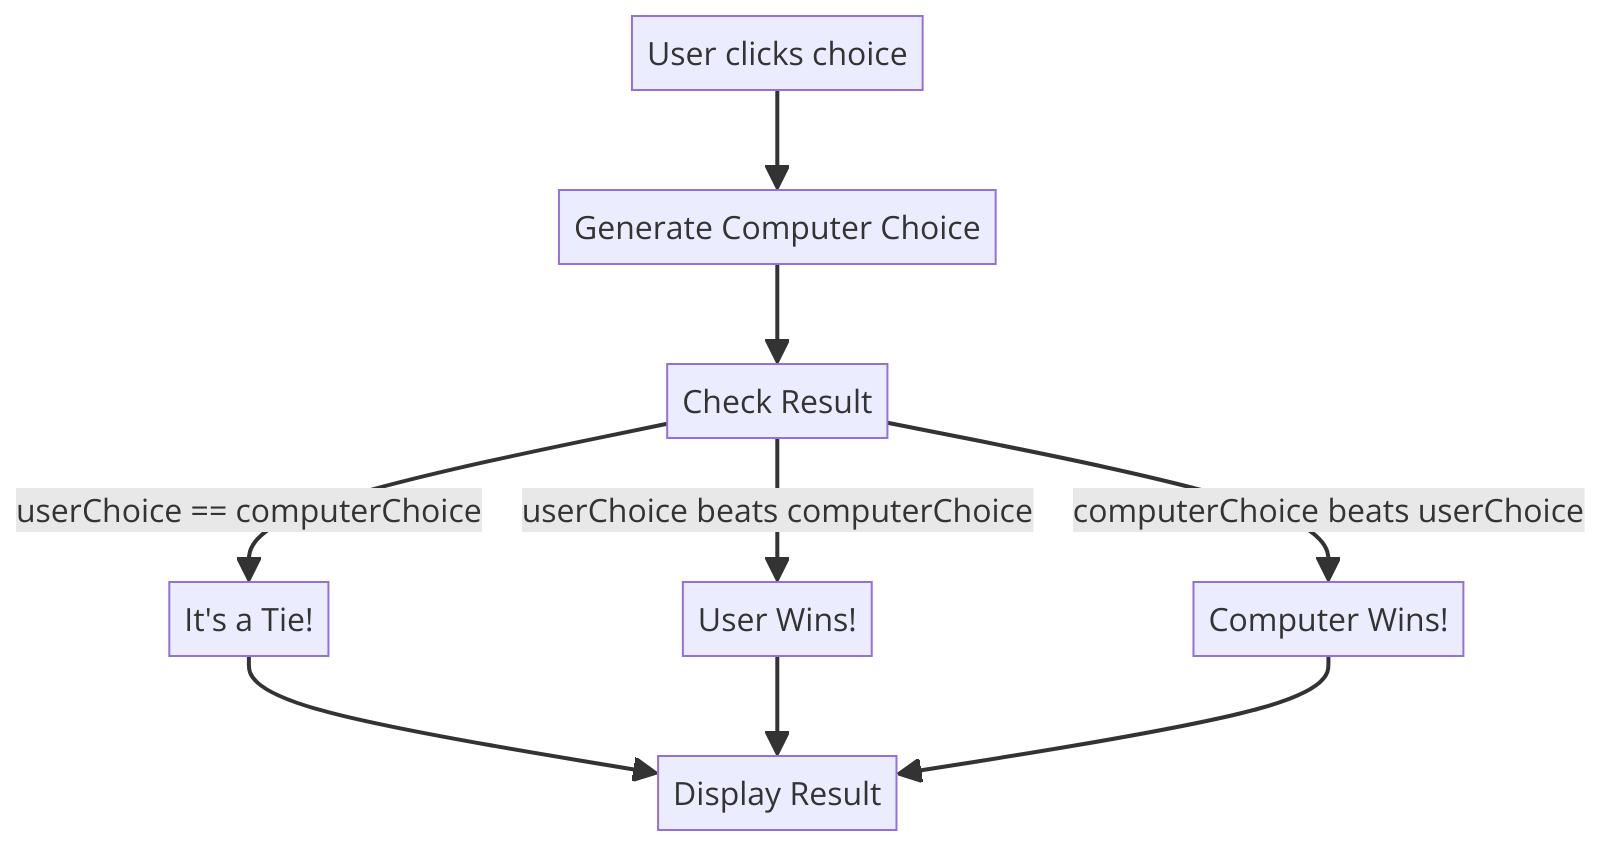 User clicks choice
Generate Computer Choice
Check Result
userChoice == computerChoice
userChoice beats computerChoice
computerChoice beats userChoice
It's a Tie!
User Wins!
Computer Wins!
Display Result